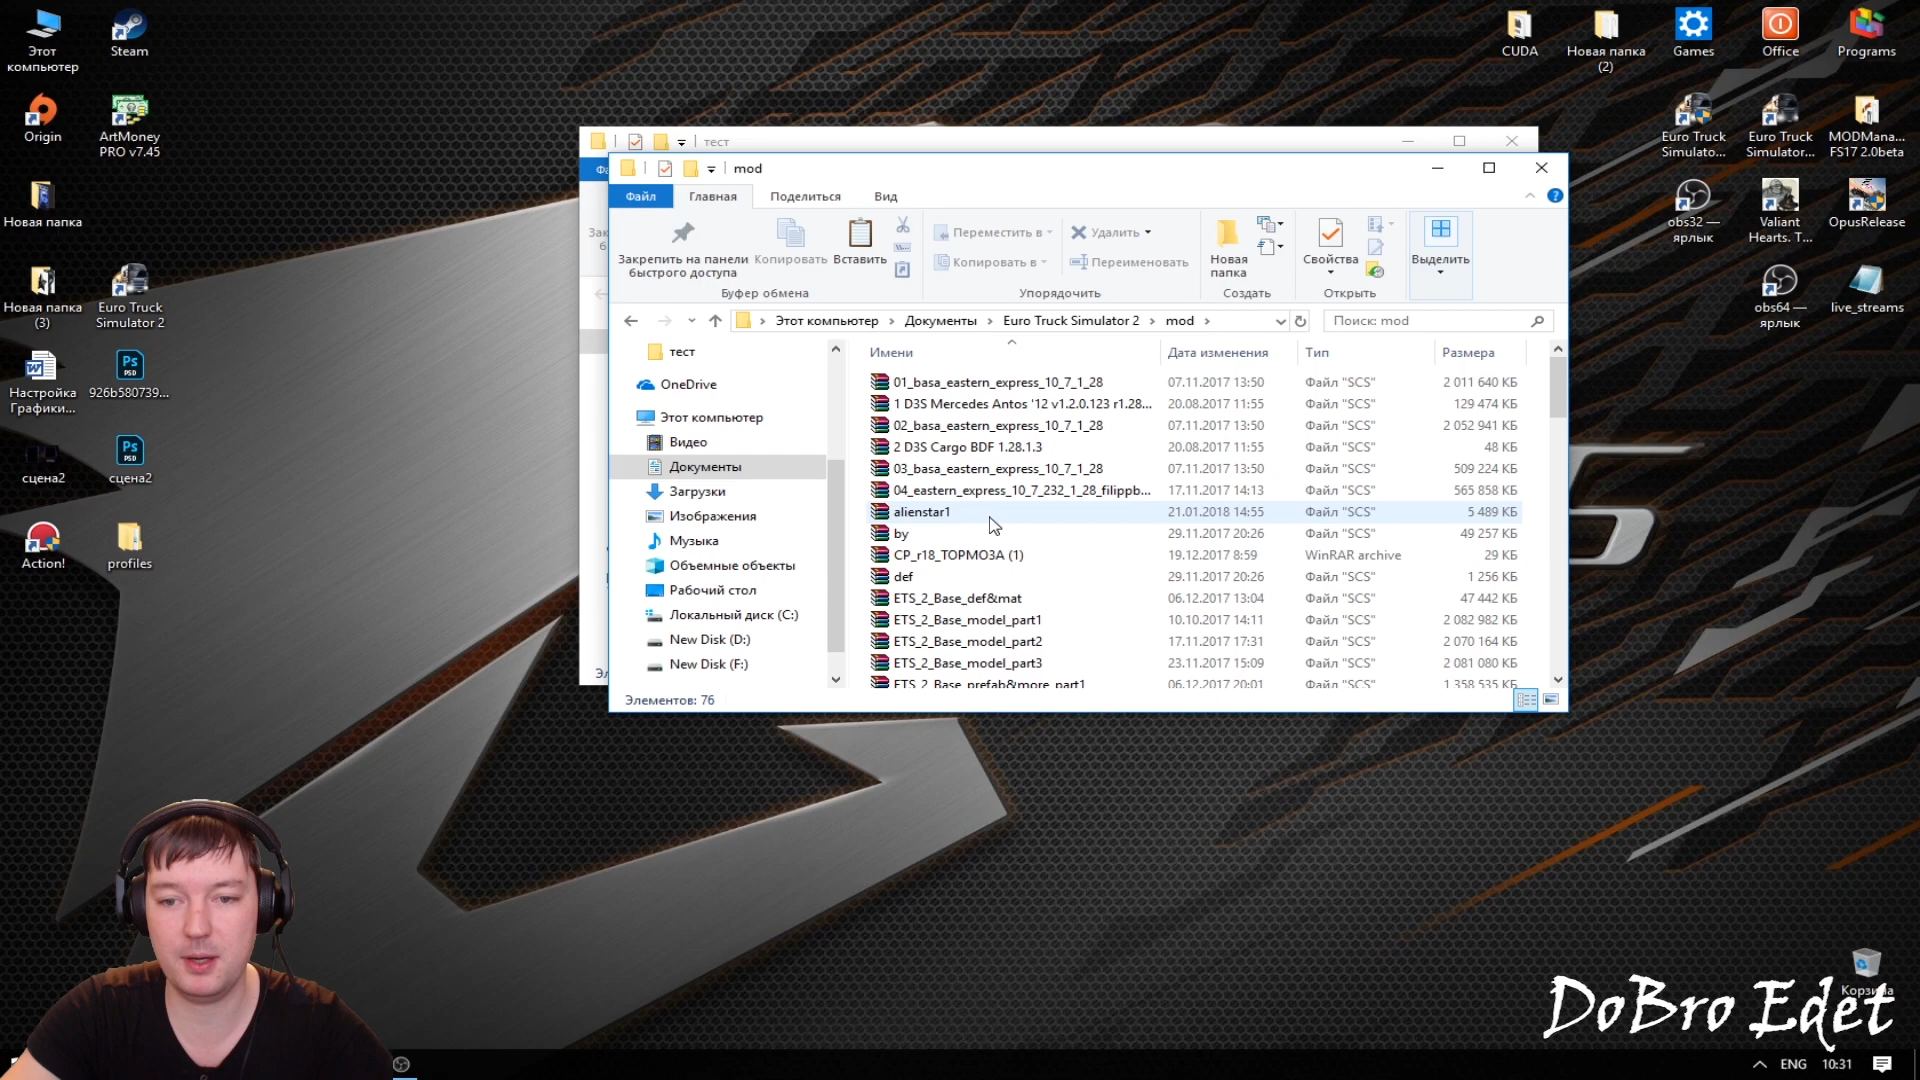 Этот
компьютер
Steam
Origin
ArtMoney
PRO v7.45
Новая папка
Новая папка
(3)
Euro Truck
Simulator 2
Настройка
Графики...
926b580739...
сцена2
сцена2
Action!
profiles
CUDA
Новая папка
(2)
Games
Office
Programs
Euro Truck
Simulato...
Euro Truck
Simulator...
MODMana...
FS17 2.0beta
obs32 —
ярлык
Valiant
Hearts. T...
OpusRelease
obs64 —
ярлык
live_streams
тест
mod
Файл
Главная
Поделиться
Вид
Закрепить на панели
быстрого доступа
Копировать
Вставить
Переместить в
Копировать в
Удалить
Переименовать
Новая
папка
Свойства
Выделить
Буфер обмена
Упорядочить
Создать
Открыть
Этот компьютер > Документы > Euro Truck Simulator 2 > mod >
Поиск: mod
тест
OneDrive
Этот компьютер
Видео
Документы
Загрузки
Изображения
Музыка
Объемные объекты
Рабочий стол
Локальный диск (C:)
New Disk (D:)
New Disk (F:)
Имени Дата изменения Тип Размера
01_basa_eastern_express_10_7_1_28 07.11.2017 13:50 Файл "SCS" 2 011 640 КБ
1 D3S Mercedes Antos '12 v1.2.0.123 r1.28... 20.08.2017 11:55 Файл "SCS" 129 474 КБ
02_basa_eastern_express_10_7_1_28 07.11.2017 13:50 Файл "SCS" 2 052 941 КБ
2 D3S Cargo BDF 1.28.1.3 20.08.2017 11:55 Файл "SCS" 48 КБ
03_basa_eastern_express_10_7_1_28 07.11.2017 13:50 Файл "SCS" 509 224 КБ
04_eastern_express_10_7_232_1_28_filippb... 17.11.2017 14:13 Файл "SCS" 565 858 КБ
alienstar1 21.01.2018 14:55 Файл "SCS" 5 489 КБ
by 29.11.2017 20:26 Файл "SCS" 49 257 КБ
CP_r18_ТОРМОЗА (1) 19.12.2017 8:59 WinRAR archive 29 КБ
def 29.11.2017 20:26 Файл "SCS" 1 256 КБ
ETS_2_Base_def&mat 06.12.2017 13:04 Файл "SCS" 47 442 КБ
ETS_2_Base_model_part1 10.10.2017 14:11 Файл "SCS" 2 082 982 КБ
ETS_2_Base_model_part2 17.11.2017 17:31 Файл "SCS" 2 070 164 КБ
ETS_2_Base_model_part3 23.11.2017 15:09 Файл "SCS" 2 081 080 КБ
ETS_2_Base_prefab&more_part1 06.12.2017 20:01 Файл "SCS" 1 358 535 КБ
Элементов: 76
Корзина
DoBro Edet
ENG 10:31